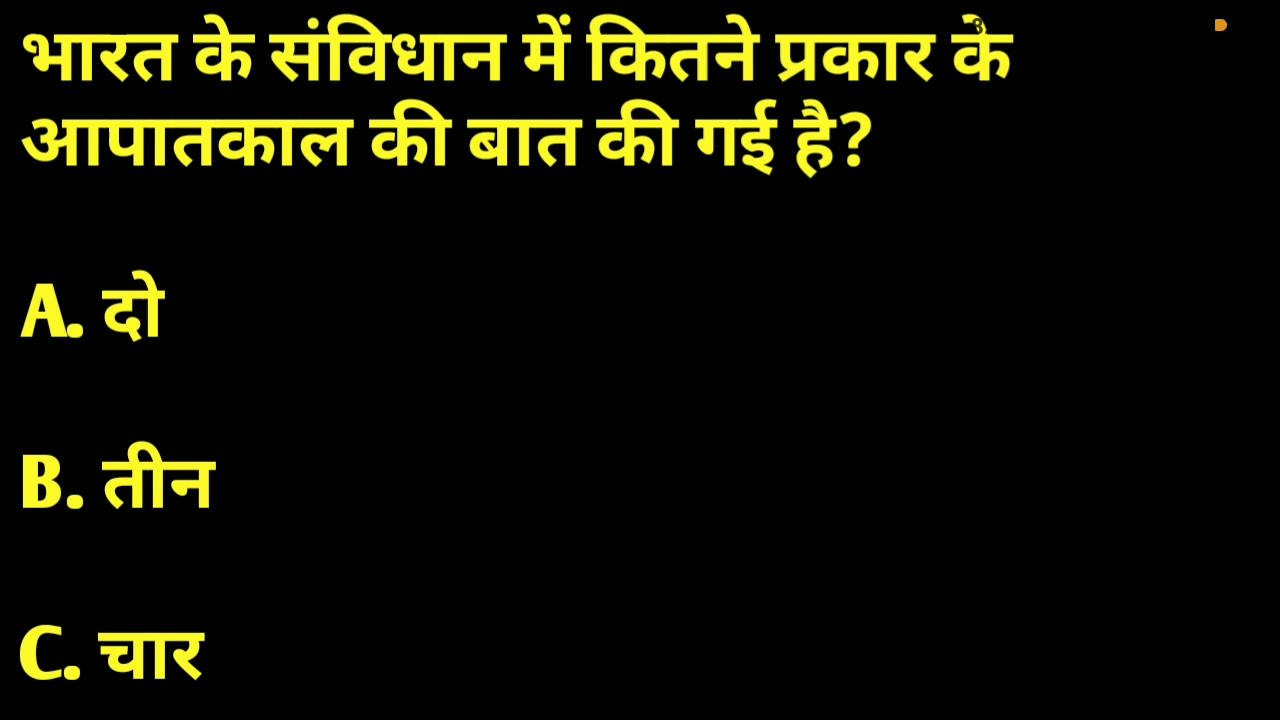 भारत के संविधान में कितने प्रकार के
आपातकाल की बात की गई है?
A. दो
B. तीन
C. चार